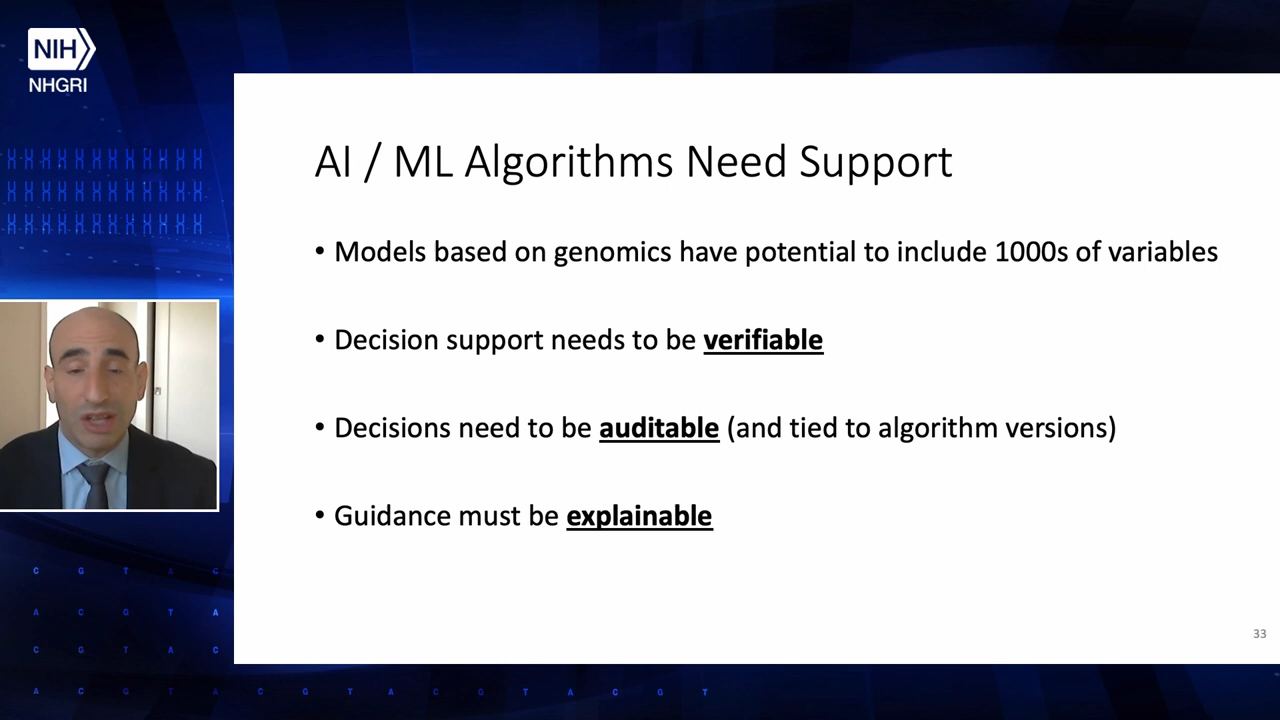 NIH
NHGRI
AI / ML Algorithms Need Support
• Models based on genomics have potential to include 1000s of variables
• Decision support needs to be verifiable
• Decisions need to be auditable (and tied to algorithm versions)
• Guidance must be explainable
33
C G T A C
A C G T A
C G T A C
A C G T A C G T A C G T A C G T